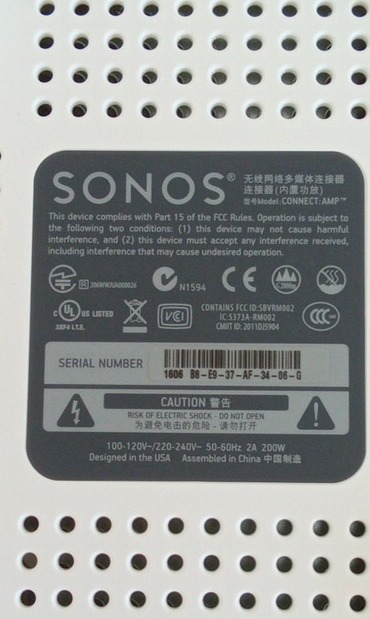 SONOS® 无线网络多媒体连接器
连接器(内置功放)
型号Model: CONNECT:AMP™
This device complies with Part 15 of the FCC Rules. Operation is subject to
the following two conditions: (1) this device may not cause harmful
interference, and (2) this device must accept any interference received,
including interference that may cause undesired operation.
N1594
CE
2000m
C UL US LISTED
VCI
CONTAINS FCC ID:SBVRM002
IC:5373A-RM002
CMIIT ID: 2011DJ5904
CCC
SERIAL NUMBER
1606 B8-E9-37-AF-34-06-G
CAUTION 警告
RISK OF ELECTRIC SHOCK - DO NOT OPEN
为避免电击的危险 - 请勿打开
100-120V~/220-240V~ 50-60Hz 2A 200W
Designed in the USA Assembled in China 中国制造